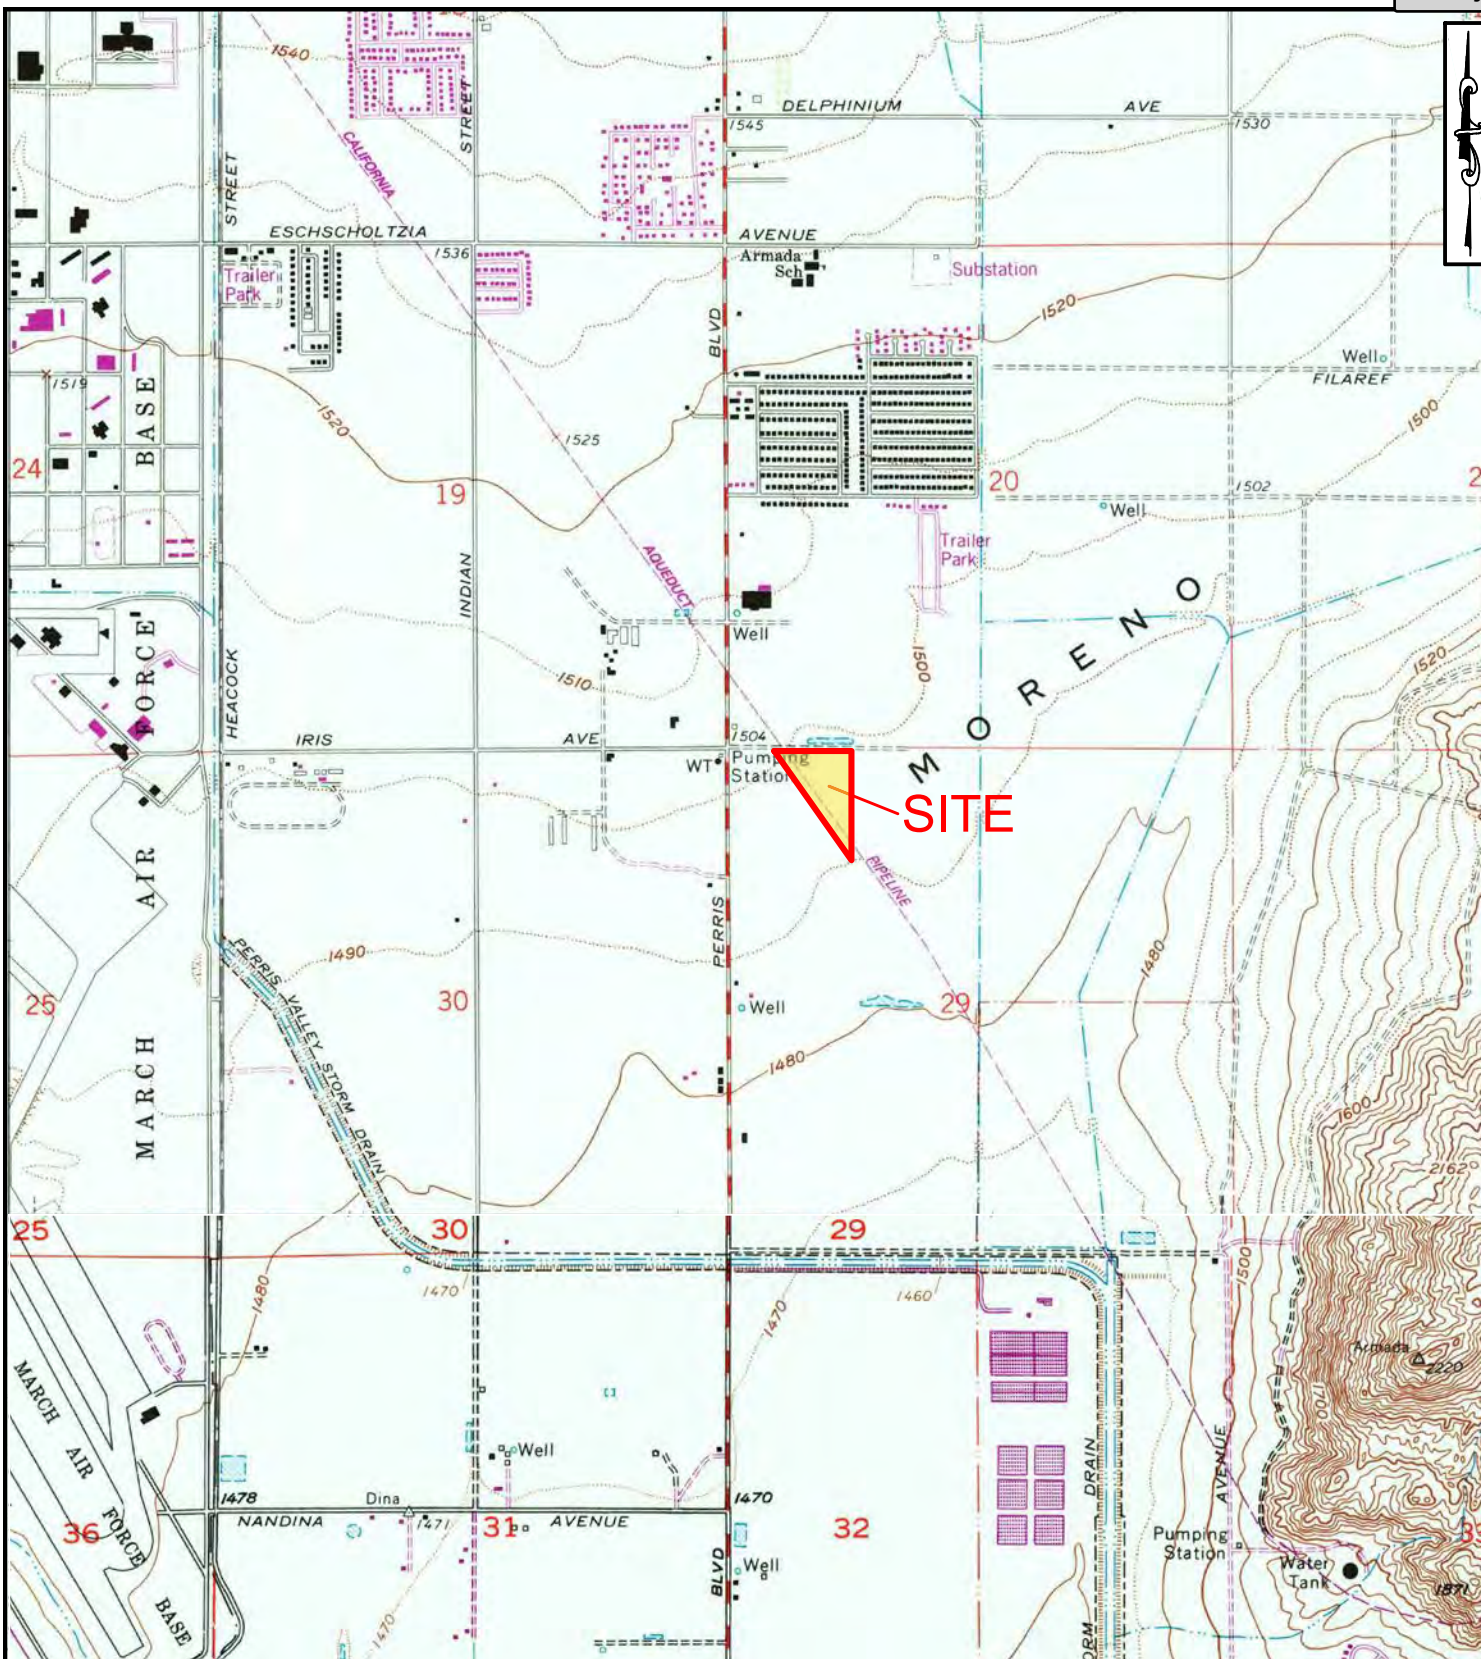 1540
STREET
CALIFORNIA
DELPHINIUM AVE
1545
1530
STREET
ESCHSCHOLTZIA
AVENUE
1536
Armada
Sch
Substation
Trailer
Park
1520
BLVD
Well
FILAREE
1519
BASE
1520
1525
1500
24
19
20
1502
Well
Trailer
Park
AQUEDUCT
INDIAN
Well
MORENO
FORCE
HEACOCK
1510
1500
1520
IRIS AVE
1504
WT
Pumping
Station
SITE
AIR
PIPELINE
PERRIS
1490
1480
PERRIS VALLEY STORM DRAIN
25
30
Well
29
MARCH
1480
1600
2162
25
30
29
1480
1470
1470
1460
1500
Armada
2220
1700
MARCH AIR FORCE BASE
Well
DRAIN
AVENUE
1478
Dina
1471
1470
NANDINA
31
AVENUE
36
32
33
Pumping
Station
Water
Tank
BLVD
Well
1871
1470